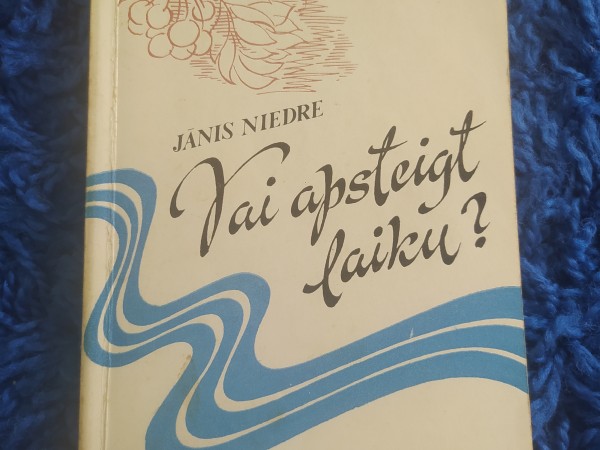 JĀNIS NIEDRE
Vai apsteigt
laiku?